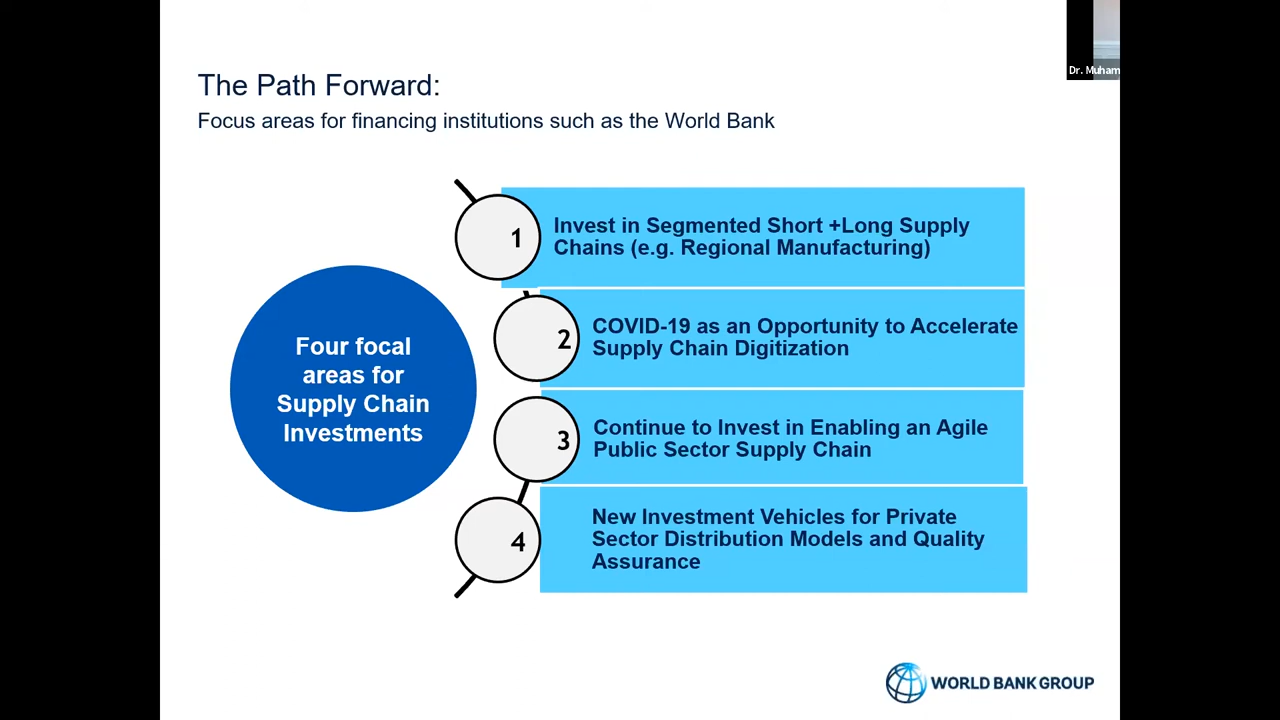 Dr. Muham
The Path Forward:
Focus areas for financing institutions such as the World Bank
Four focal
areas for
Supply Chain
Investments
1
Invest in Segmented Short +Long Supply
Chains (e.g. Regional Manufacturing)
2
COVID-19 as an Opportunity to Accelerate
Supply Chain Digitization
3
Continue to Invest in Enabling an Agile
Public Sector Supply Chain
4
New Investment Vehicles for Private
Sector Distribution Models and Quality
Assurance
WORLD BANK GROUP